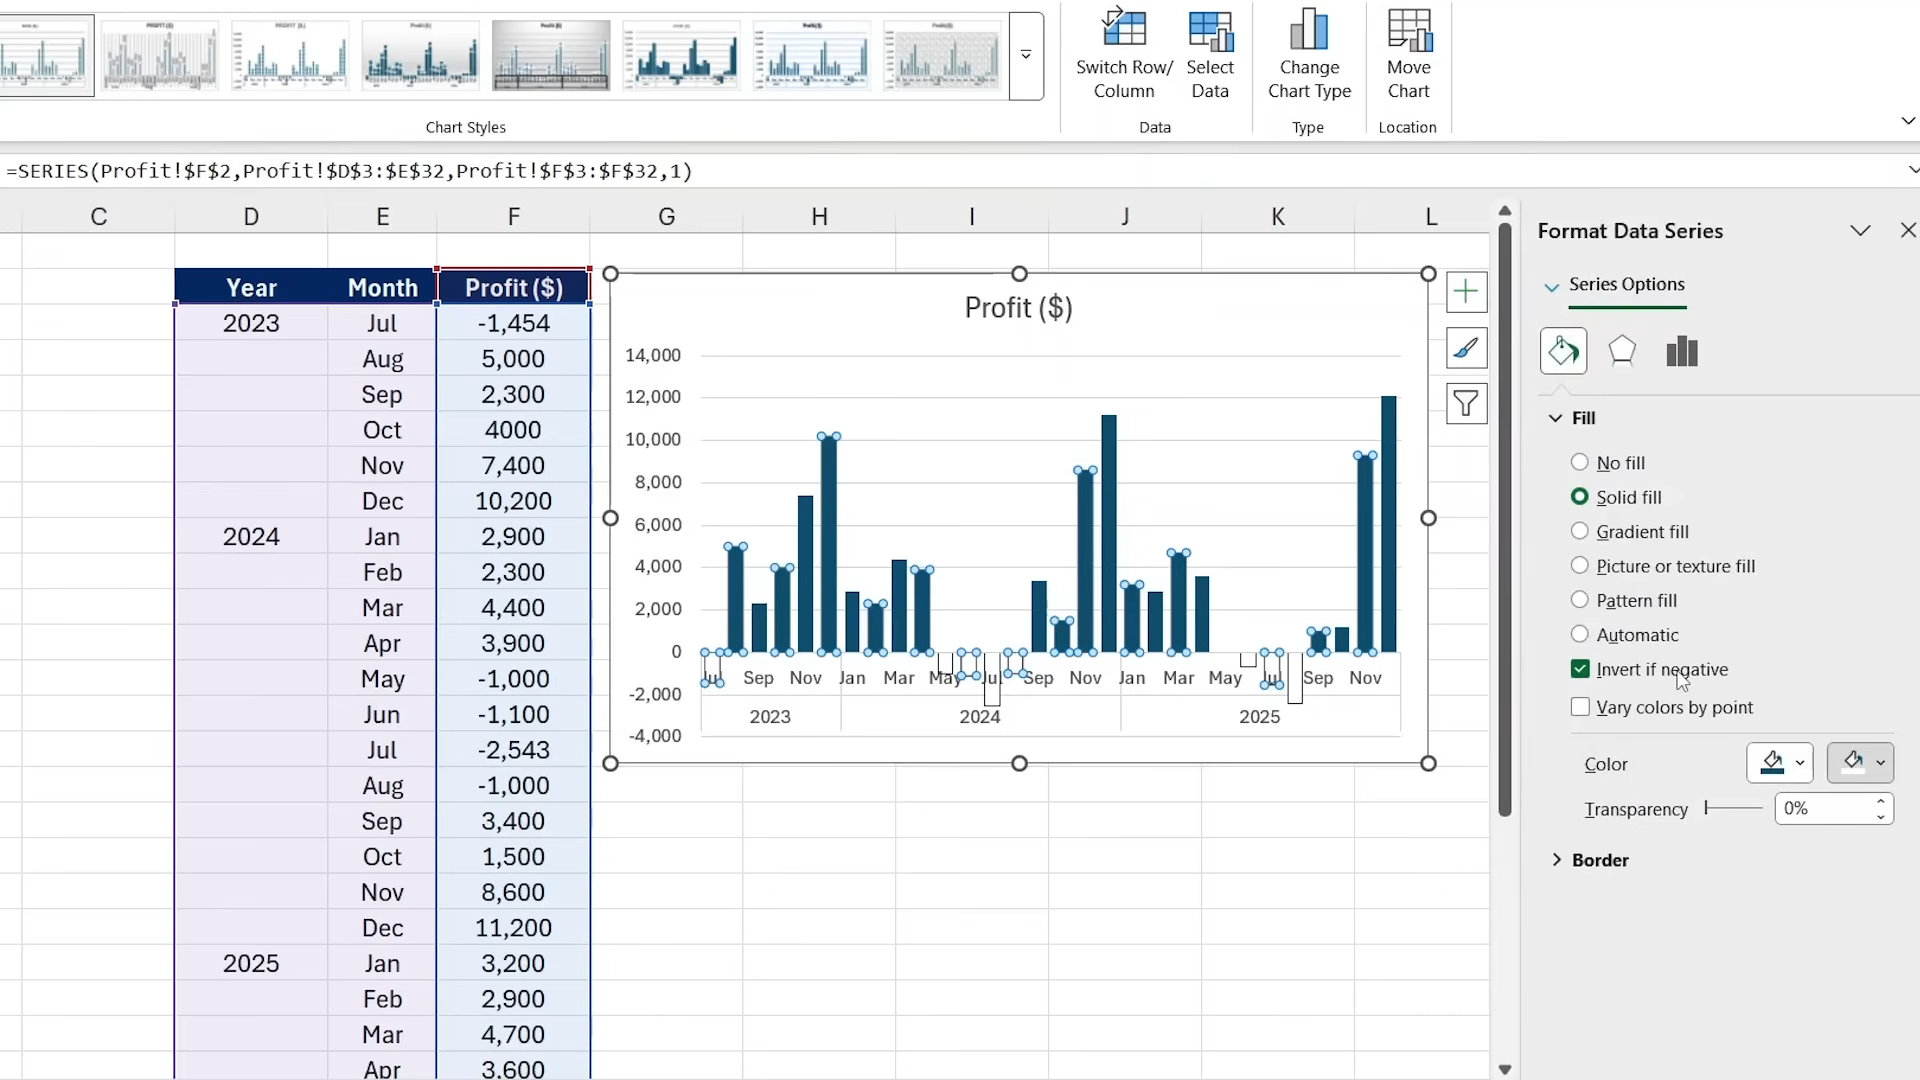 Switch Row/ Column
Select Data
Change Chart Type
Move Chart
Chart Styles
Data
Type
Location
=SERIES(Profit!$F$2,Profit!$D$3:$E$32,Profit!$F$3:$F$32,1)
C D E F G H I J K L
Year Month Profit ($)
2023 Jul -1,454
Aug 5,000
Sep 2,300
Oct 4000
Nov 7,400
Dec 10,200
2024 Jan 2,900
Feb 2,300
Mar 4,400
Apr 3,900
May -1,000
Jun -1,100
Jul -2,543
Aug -1,000
Sep 3,400
Oct 1,500
Nov 8,600
Dec 11,200
2025 Jan 3,200
Feb 2,900
Mar 4,700
Apr 3,600
Profit ($)
14,000
12,000
10,000
8,000
6,000
4,000
2,000
0
-2,000
-4,000
Jul Sep Nov Jan Mar May Jul Sep Nov Jan Mar May Jul Sep Nov
2023 2024 2025
Format Data Series
Series Options
Fill
No fill
Solid fill
Gradient fill
Picture or texture fill
Pattern fill
Automatic
Invert if negative
Vary colors by point
Color
Transparency 0%
Border